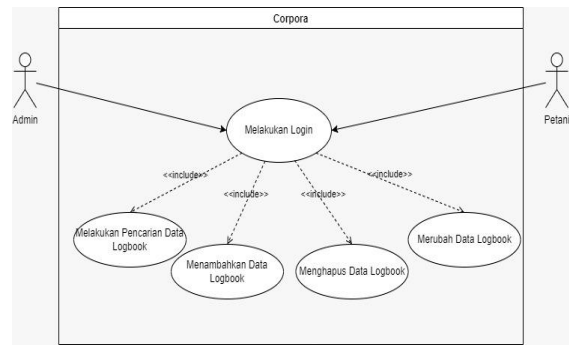 Corpora
Admin
Petani
Melakukan Login
<<include>>
<<include>>
<<include>>
<<include>>
Melakukan Pencarian Data
Logbook
Menambahkan Data
Logbook
Menghapus Data Logbook
Merubah Data Logbook